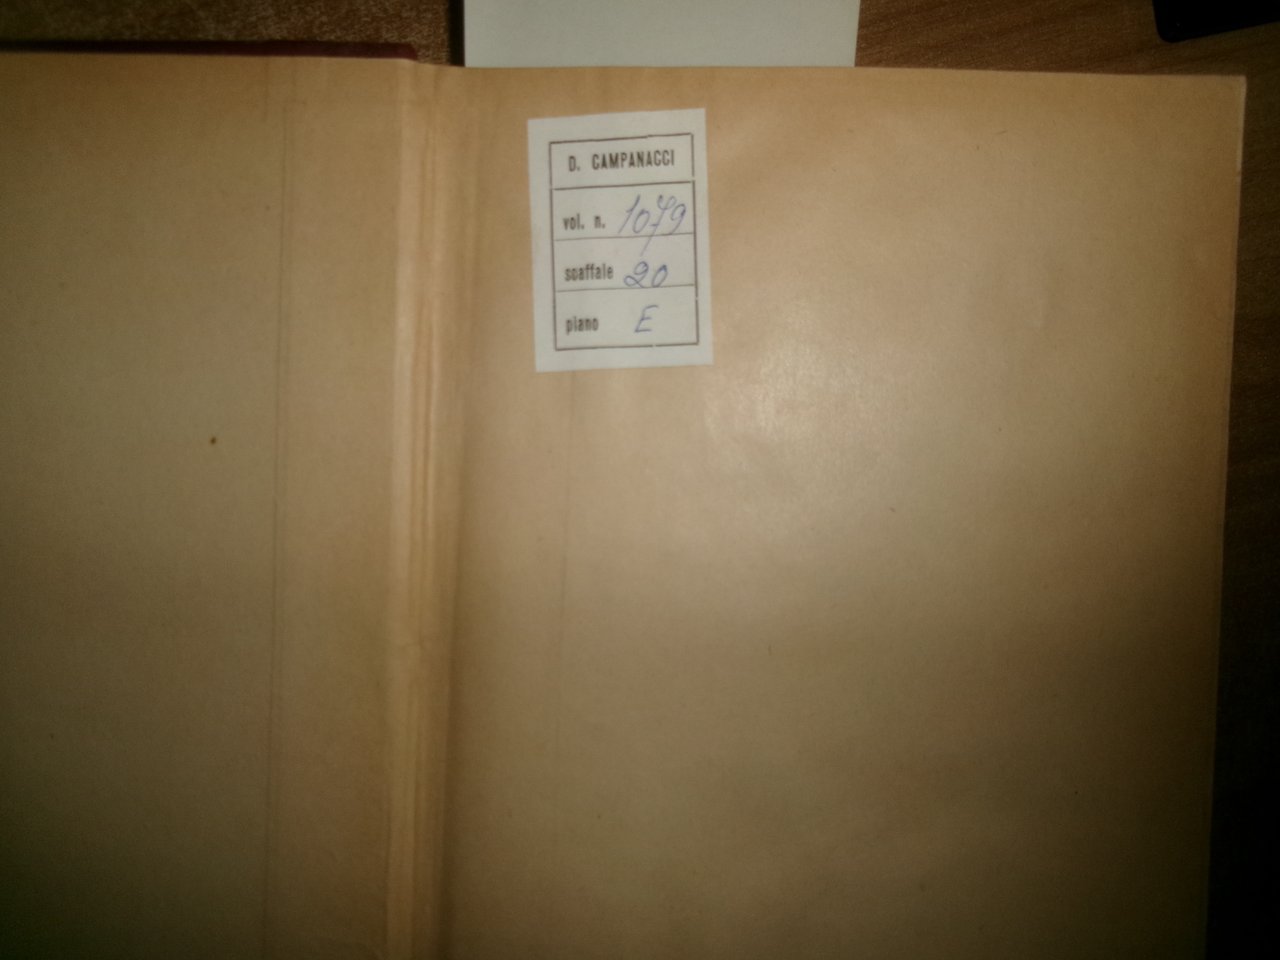 D. CAMPANACCI
vol. n. 1079
scaffale 20
piano E